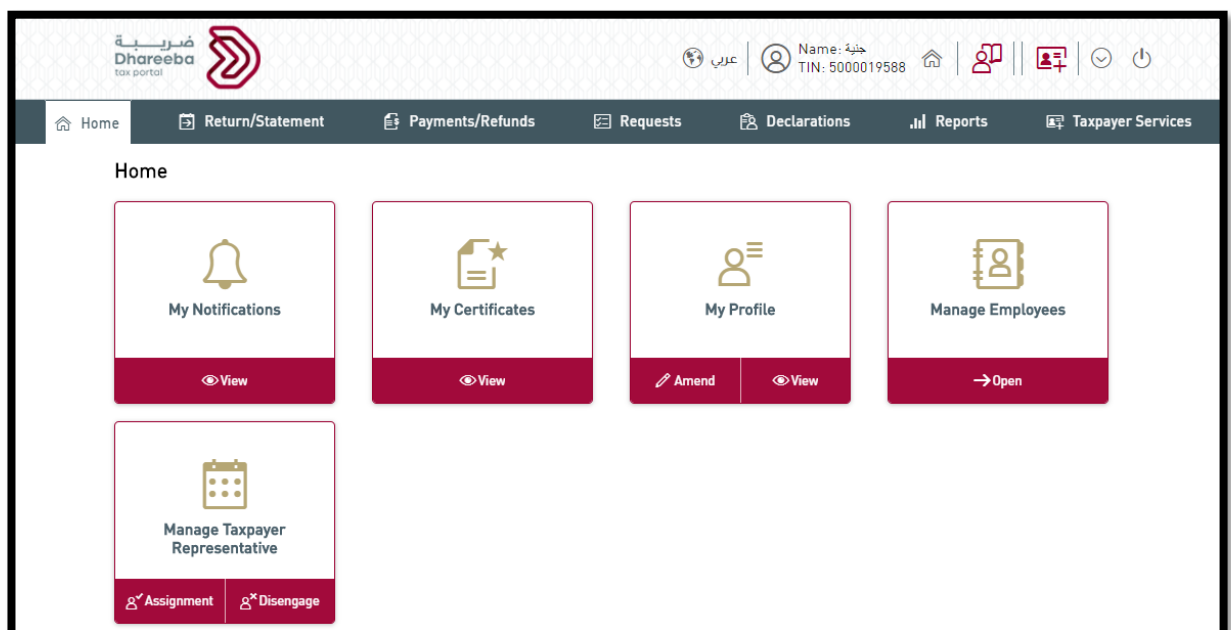 ضريبة
Dhareeba
tax portal
عربي
Name: جلية
TIN: 5000019588
Home
Return/Statement
Payments/Refunds
Requests
Declarations
Reports
Taxpayer Services
Home
My Notifications
View
My Certificates
View
My Profile
Amend
View
Manage Employees
Open
Manage Taxpayer
Representative
Assignment
Disengage